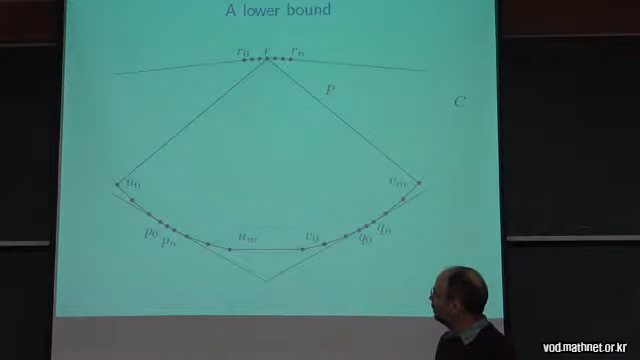 A lower bound
r₀ r rₙ
P
C
u₀ vₘ
p₀ pₙ uₘ v₀ q₀ qₙ
vod.mathnet.or.kr